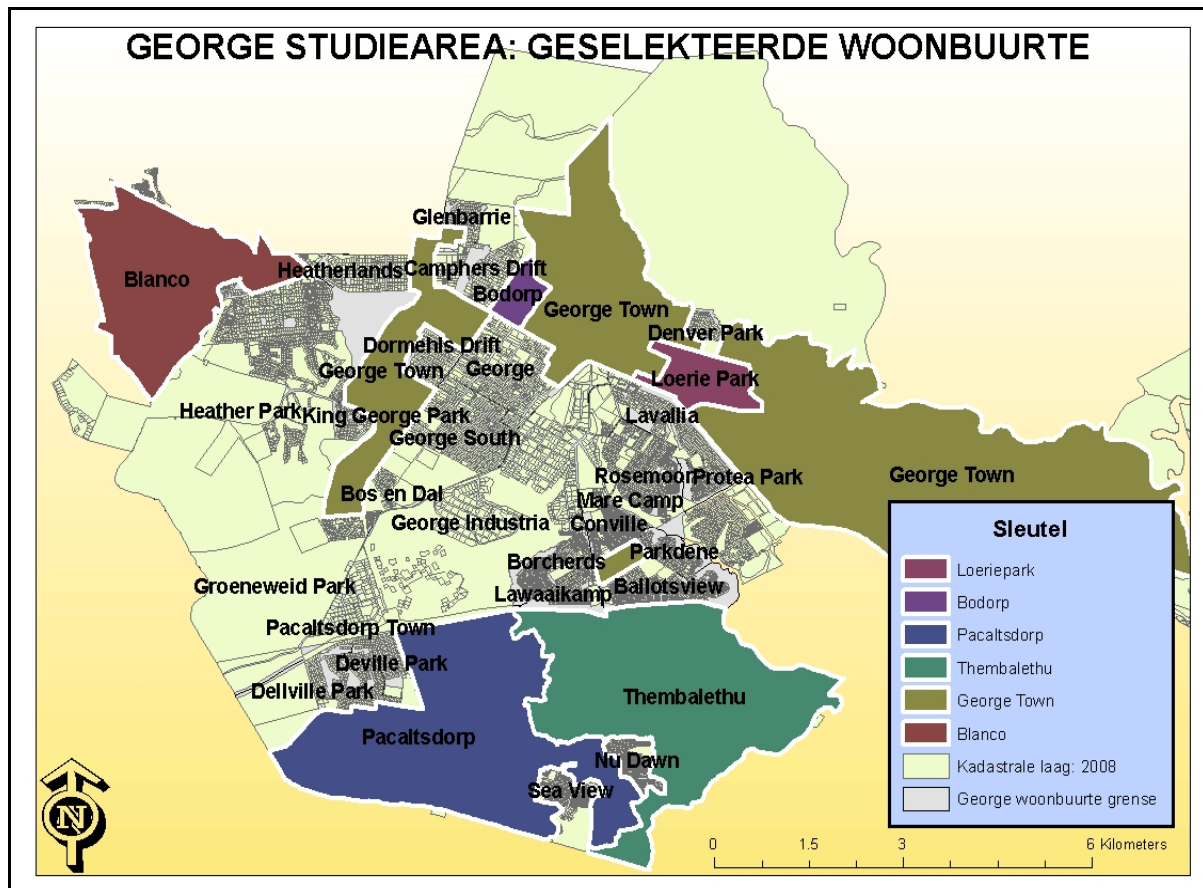 GEORGE STUDIEAREA: GESELEKTEERDE WOONBUURTE
Glenbarrie
Blanco
Heatherlands
Camphers Drift
Bodorp
George Town
Denver Park
Dormehls Drift
George Town
George
Loerie Park
Heather Park
King George Park
Lavallia
George South
Rosemoor
Protea Park
George Town
Bos en Dal
Mare Camp
George Industria
Conville
Borcherds
Parkdene
Groeneweid Park
Lawaaikamp
Ballotsview
Pacaltsdorp Town
Deville Park
Dellville Park
Thembalethu
Pacaltsdorp
Nu Dawn
Sea View
Sleutel
Loeriepark
Bodorp
Pacaltsdorp
Thembalethu
George Town
Blanco
Kadastrale laag: 2008
George woonbuurte grense
N
0 1.5 3 6 Kilometers